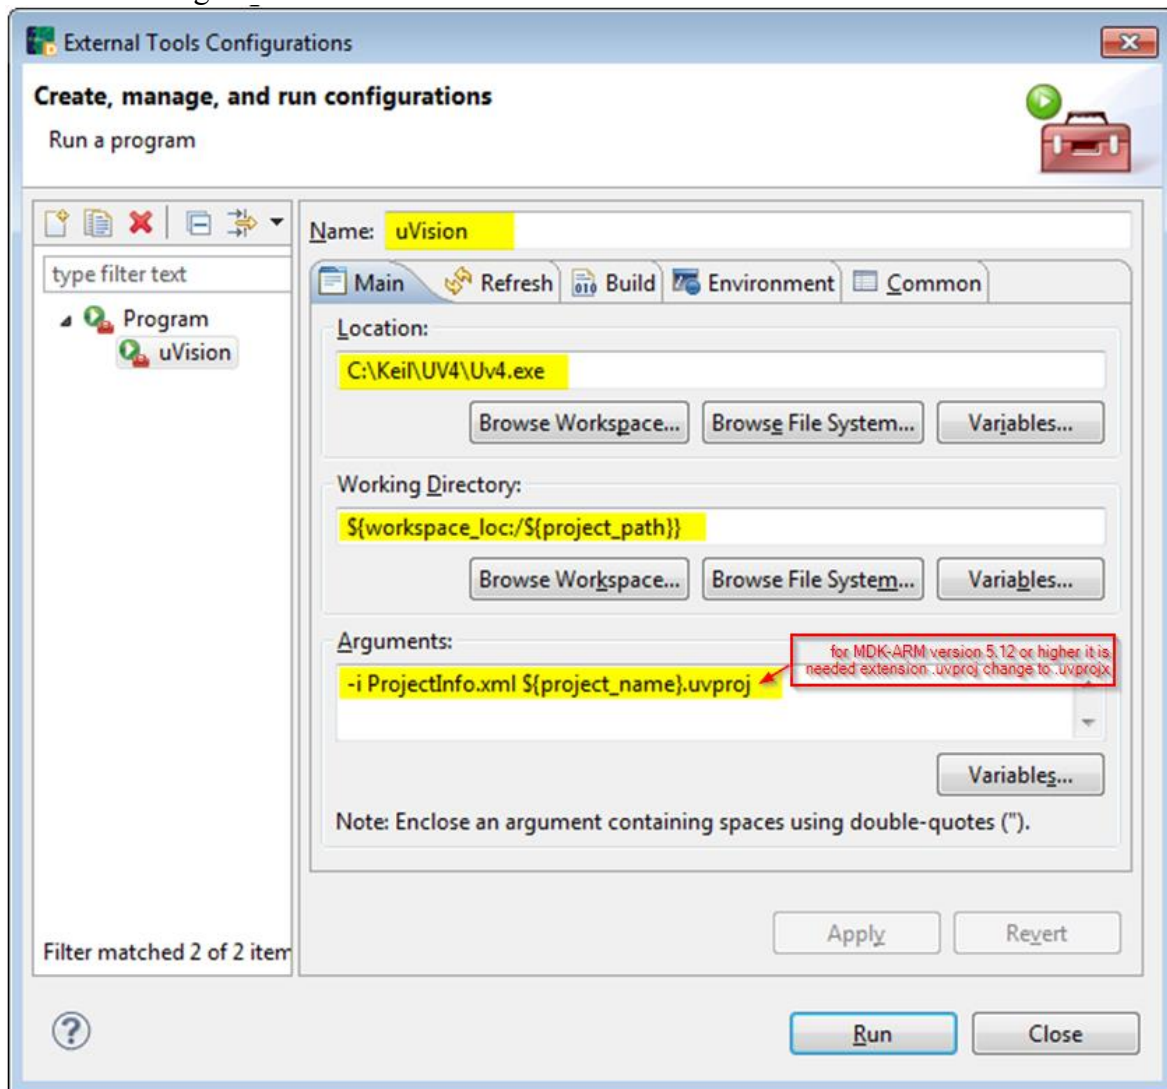 External Tools Configurations
Create, manage, and run configurations
Run a program
Name: uVision
type filter text
Main Refresh Build Environment Common
Program
uVision
Location:
C:\Keil\UV4\Uv4.exe
Browse Workspace... Browse File System... Variables...
Working Directory:
${workspace_loc:/${project_path}}
Browse Workspace... Browse File System... Variables...
Arguments:
for MDK-ARM version 5.12 or higher it is
needed extension .uvproj change to .uvprojx
-i ProjectInfo.xml ${project_name}.uvproj
Variables...
Note: Enclose an argument containing spaces using double-quotes (").
Apply Revert
Filter matched 2 of 2 item
Run Close